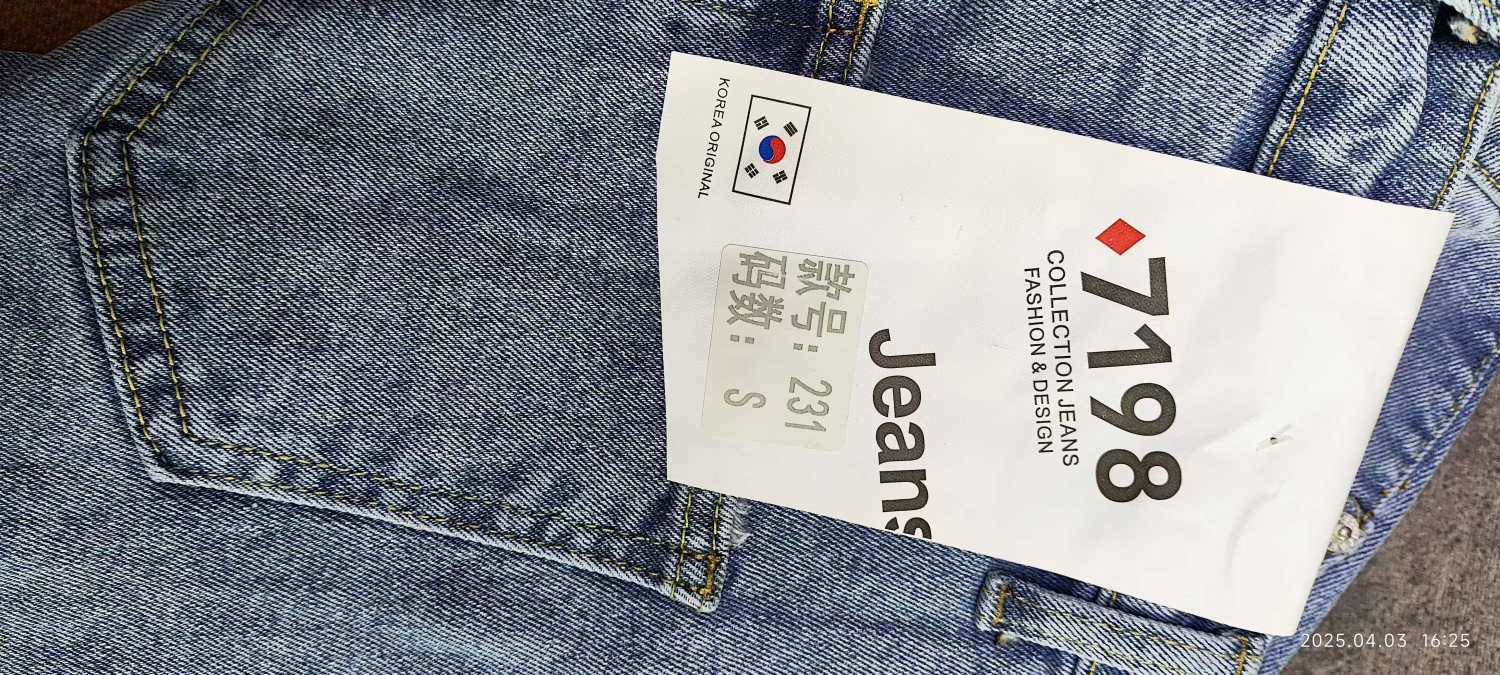 KOREA ORIGINAL
♦7198
COLLECTION JEANS
FASHION & DESIGN
Jeans
款号: 231
码数: S
2025.04.03 16:25